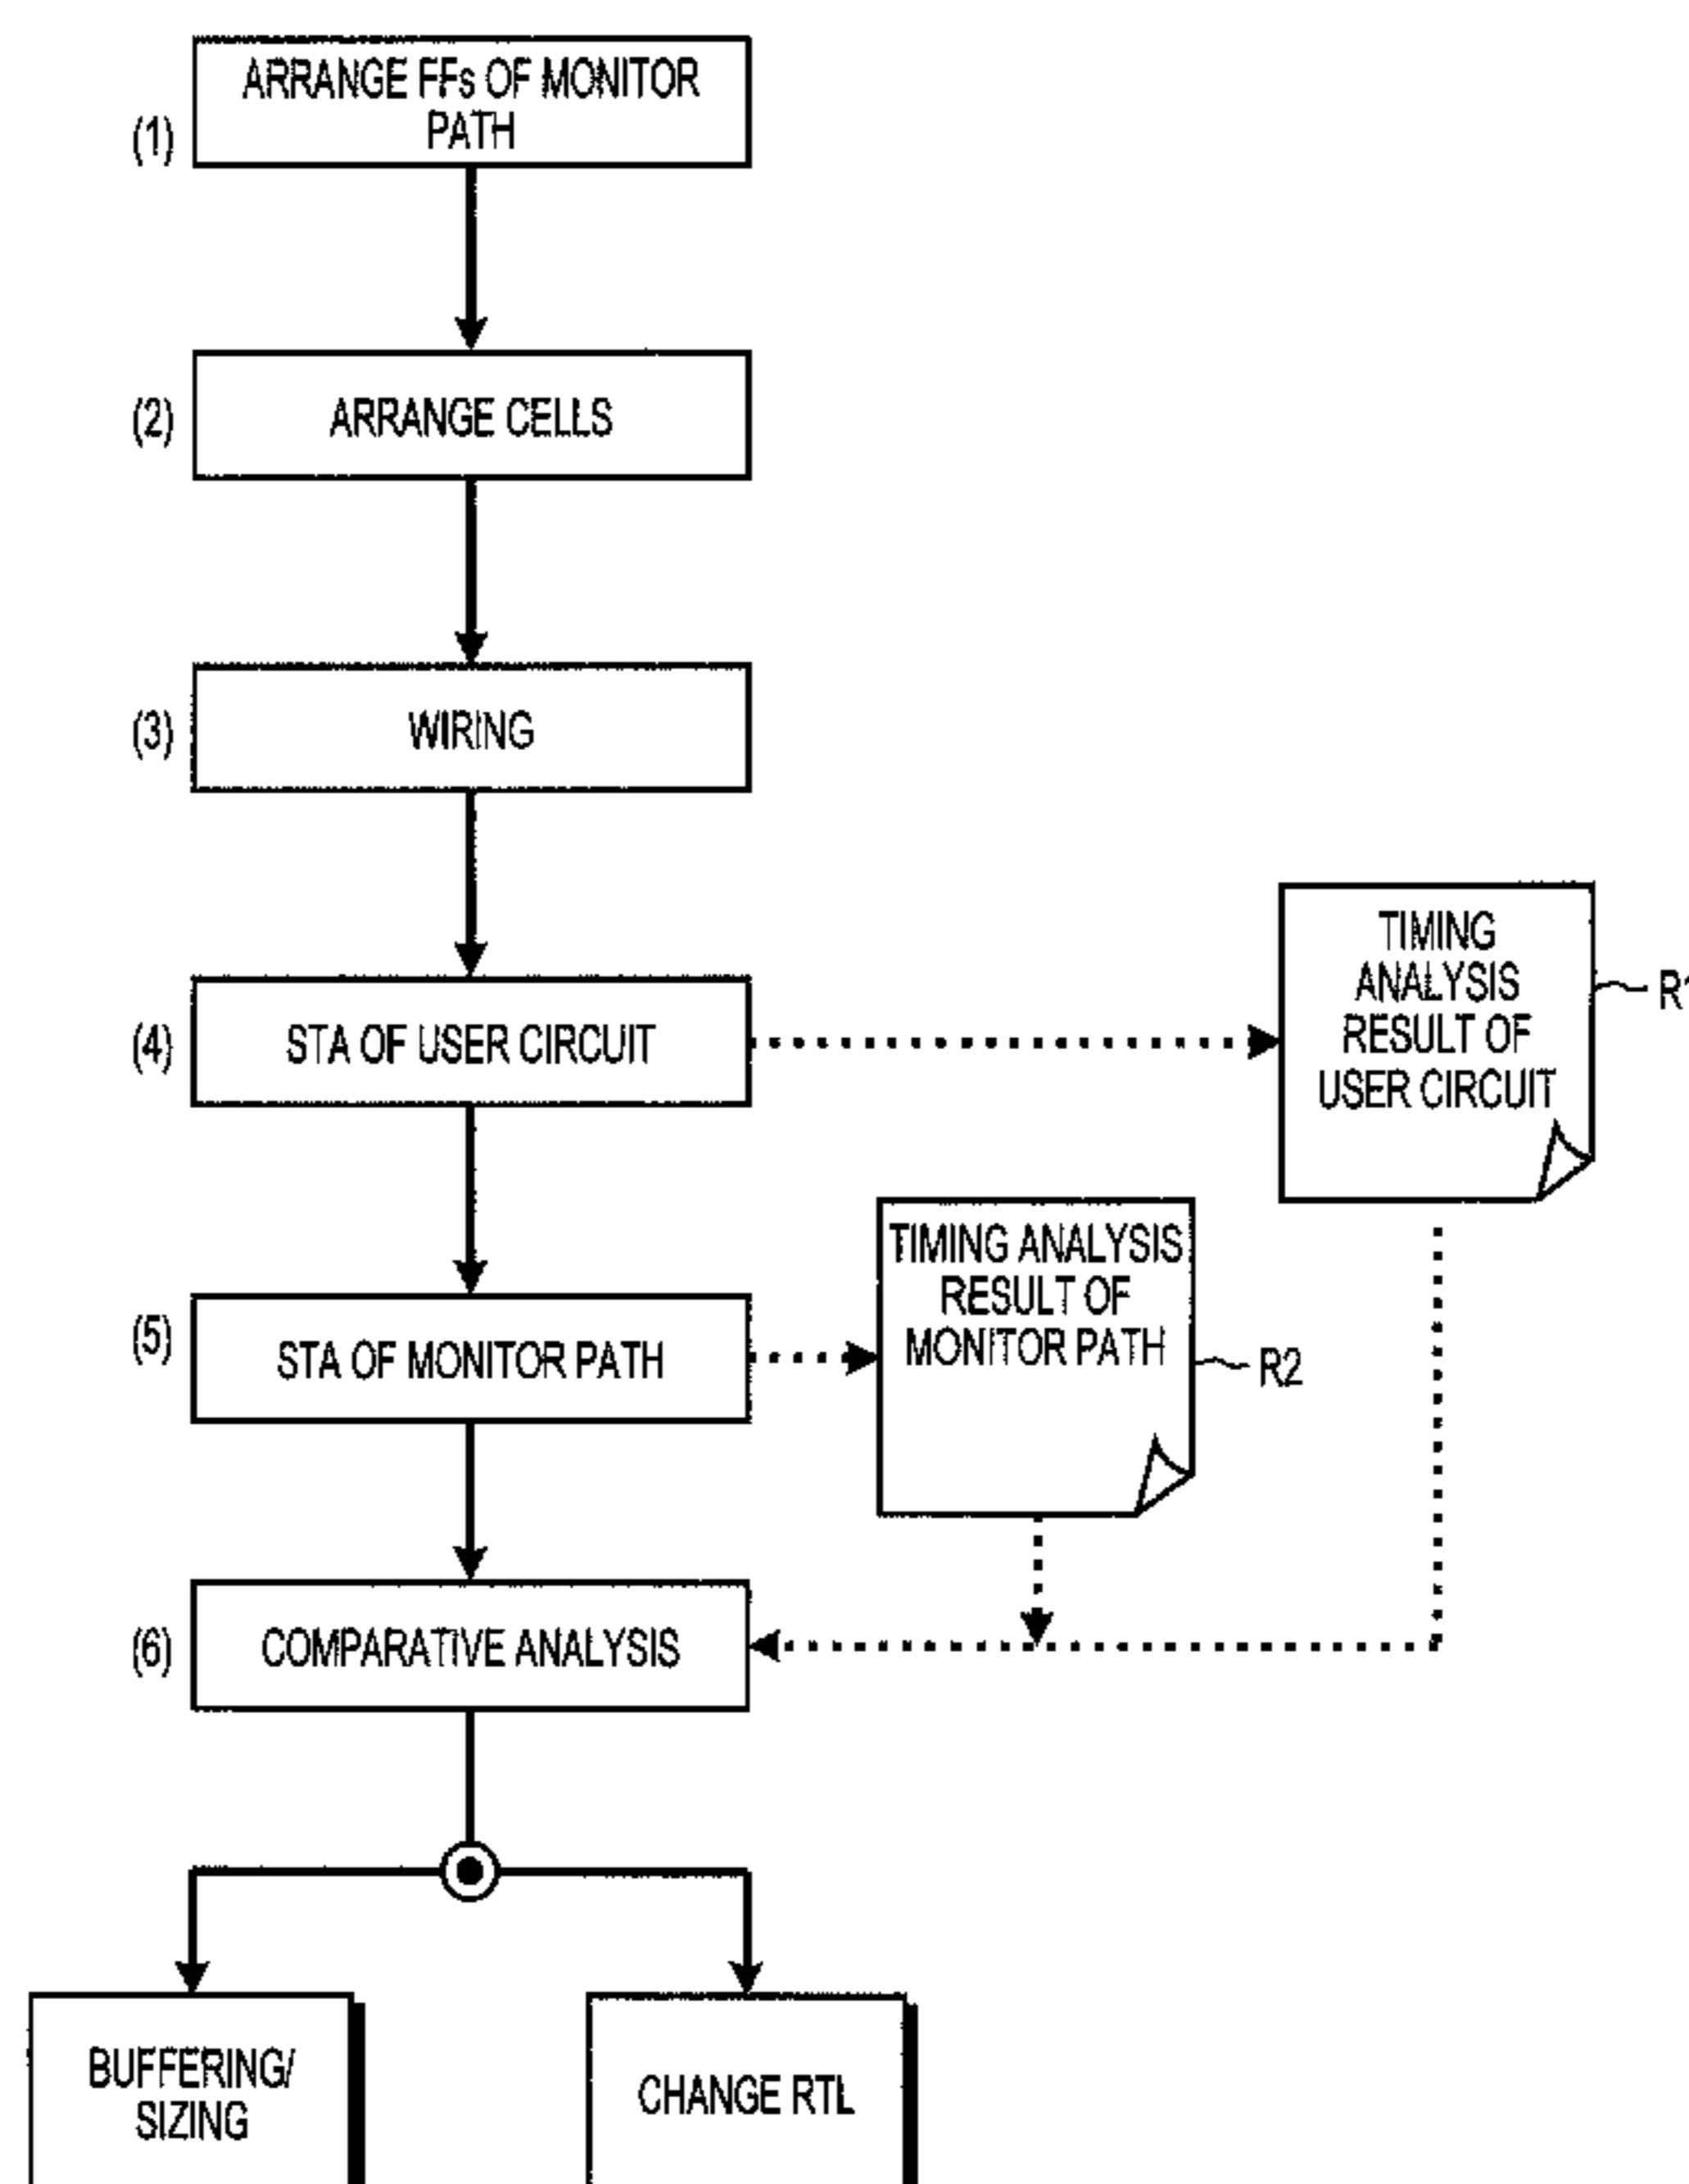 (1)
ARRANGE FFs OF MONITOR
PATH
(2)
ARRANGE CELLS
(3)
WIRING
(4)
STA OF USER CIRCUIT
TIMING
ANALYSIS
RESULT OF
USER CIRCUIT
(5)
STA OF MONITOR PATH
TIMING ANALYSIS
RESULT OF
MONITOR PATH
R2
(6)
COMPARATIVE ANALYSIS
BUFFERING/
SIZING
CHANGE RTL